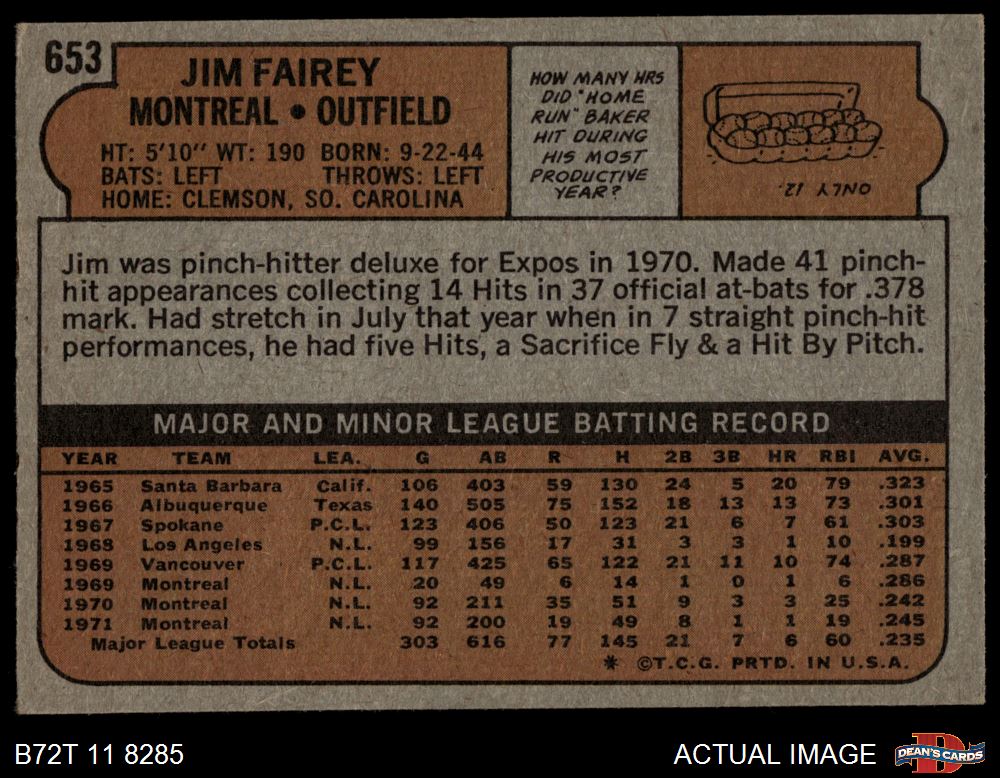 653
JIM FAIREY
MONTREAL • OUTFIELD
HT: 5'10" WT: 190 BORN: 9-22-44
BATS: LEFT THROWS: LEFT
HOME: CLEMSON, SO. CAROLINA
HOW MANY HRS
DID "HOME
RUN" BAKER
HIT DURING
HIS MOST
PRODUCTIVE
YEAR?
ONLY 12.
Jim was pinch-hitter deluxe for Expos in 1970. Made 41 pinch-
hit appearances collecting 14 Hits in 37 official at-bats for .378
mark. Had stretch in July that year when in 7 straight pinch-hit
performances, he had five Hits, a Sacrifice Fly & a Hit By Pitch.
MAJOR AND MINOR LEAGUE BATTING RECORD
YEAR TEAM LEA. G AB R H 2B 3B HR RBI AVG.
1965 Santa Barbara Calif. 106 403 59 130 24 5 20 79 .323
1966 Albuquerque Texas 140 505 75 152 18 13 13 73 .301
1967 Spokane P.C.L. 123 406 50 123 21 6 7 61 .303
1968 Los Angeles N.L. 99 156 17 31 3 3 1 10 .199
1969 Vancouver P.C.L. 117 425 65 122 21 11 10 74 .287
1969 Montreal N.L. 20 49 6 14 1 0 1 6 .286
1970 Montreal N.L. 92 211 35 51 9 3 3 25 .242
1971 Montreal N.L. 92 200 19 49 8 1 1 19 .245
Major League Totals 303 616 77 145 21 7 6 60 .235
* ©T.C.G. PRTD. IN U.S.A.
B72T 11 8285
ACTUAL IMAGE
DEAN'S CARDS